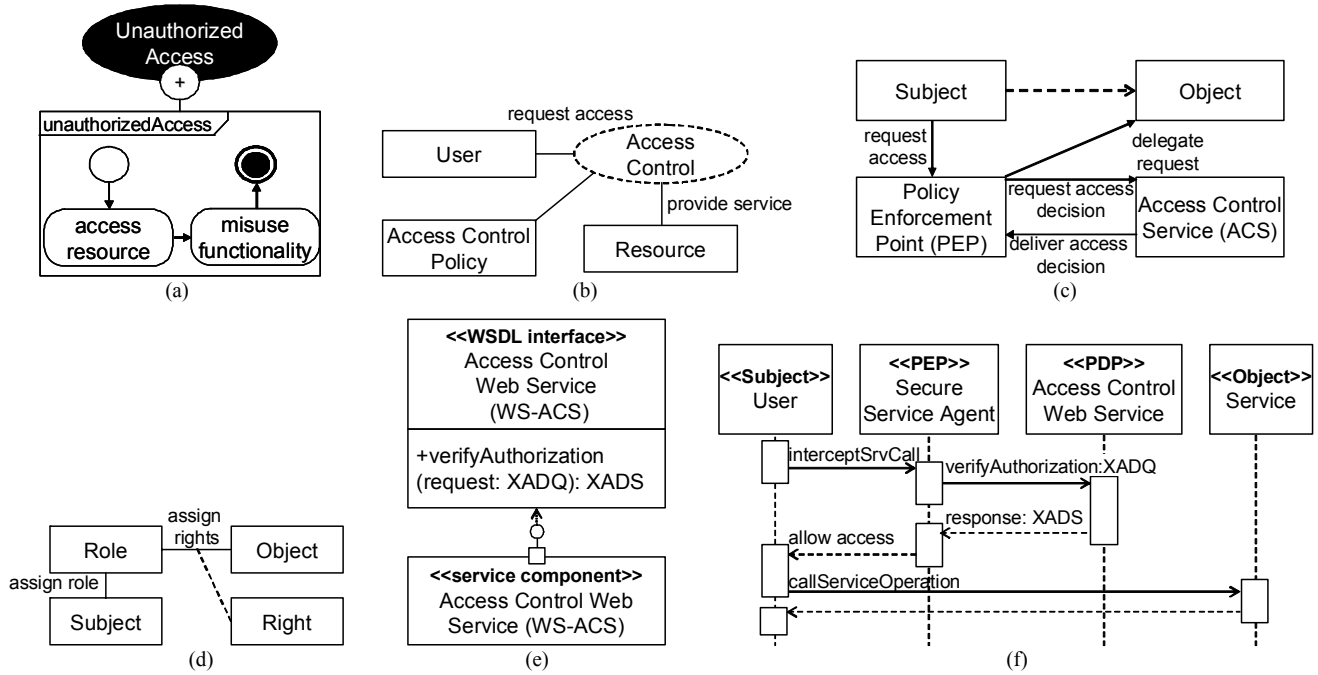 Unauthorized
Access
+
unauthorizedAccess
access
resource
misuse
functionality
(a)
request access
User
Access
Control
provide service
Access Control
Policy
Resource
(b)
Subject
Object
request
access
delegate
request
Policy
Enforcement
Point (PEP)
request access
decision
deliver access
decision
Access Control
Service (ACS)
(c)
assign
rights
Role
Object
assign role
Subject
Right
(d)
<<WSDL interface>>
Access Control
Web Service
(WS-ACS)
+verifyAuthorization
(request: XADQ): XADS
<<service component>>
Access Control Web
Service (WS-ACS)
(e)
<<Subject>>
User
<<PEP>>
Secure
Service Agent
<<PDP>>
Access Control
Web Service
<<Object>>
Service
interceptSrvCall
verifyAuthorization:XADQ
response: XADS
allow access
callServiceOperation
(f)